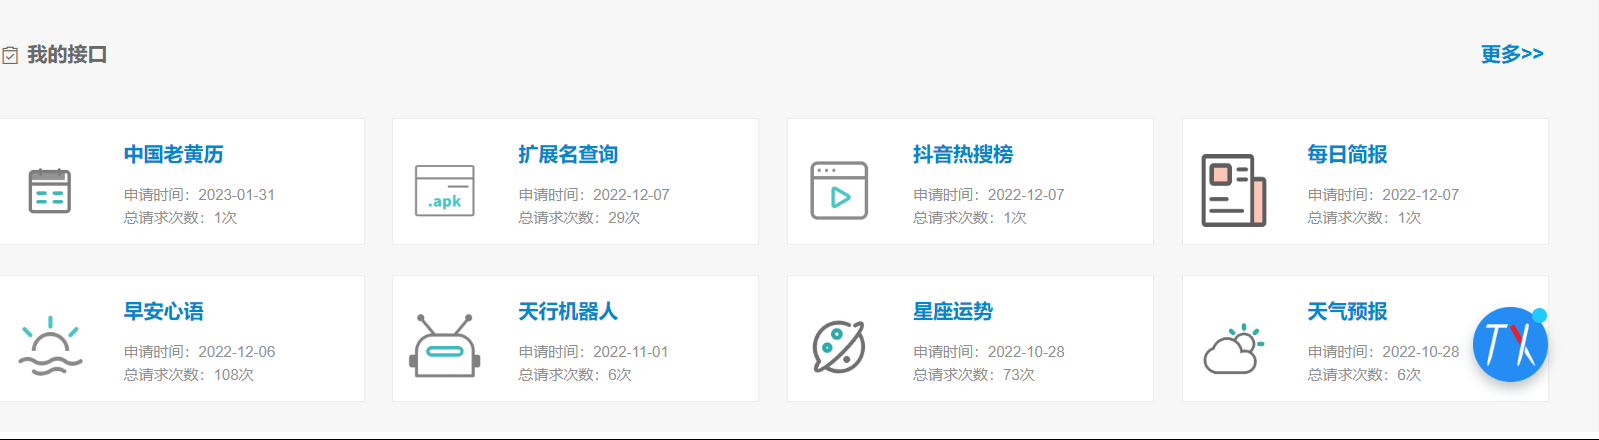 我的接口
更多>>
中国老黄历
申请时间：2023-01-31
总请求次数：1次
.apk
扩展名查询
申请时间：2022-12-07
总请求次数：29次
抖音热搜榜
申请时间：2022-12-07
总请求次数：1次
每日简报
申请时间：2022-12-07
总请求次数：1次
早安心语
申请时间：2022-12-06
总请求次数：108次
天行机器人
申请时间：2022-11-01
总请求次数：6次
星座运势
申请时间：2022-10-28
总请求次数：73次
天气预报
申请时间：2022-10-28
总请求次数：6次
TX